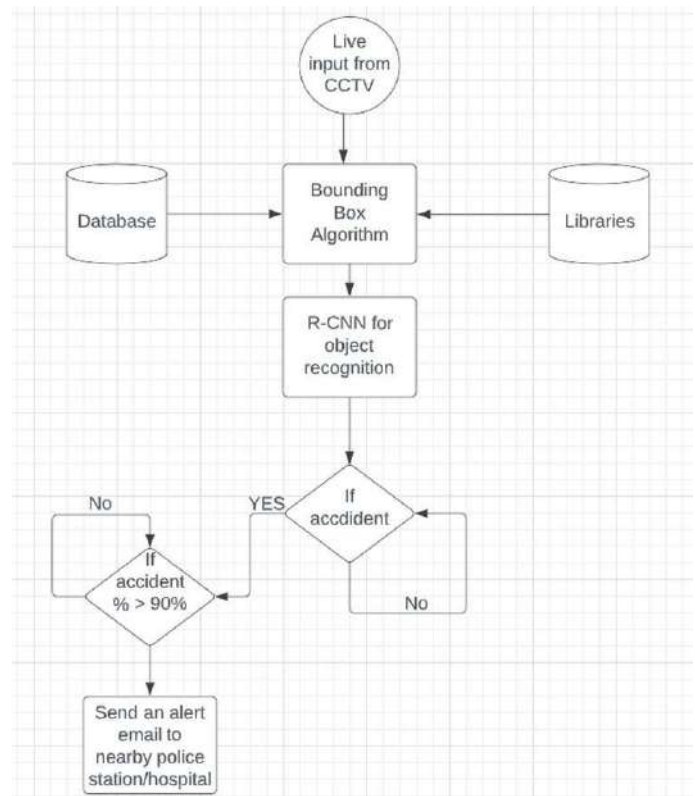 Live
input from
CCTV
Database
Bounding
Box
Algorithm
Libraries
R-CNN for
object
recognition
If
accdident
YES
No
No
If
accident
% > 90%
Send an alert
email to
nearby police
station/hospital